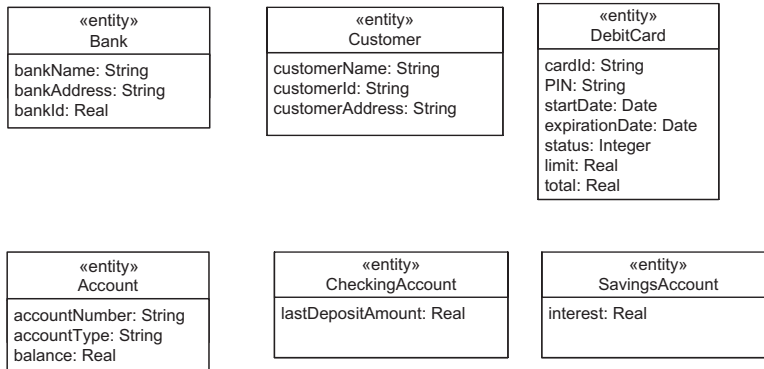 «entity»
Bank
bankName: String
bankAddress: String
bankId: Real
«entity»
Customer
customerName: String
customerId: String
customerAddress: String
«entity»
DebitCard
cardId: String
PIN: String
startDate: Date
expirationDate: Date
status: Integer
limit: Real
total: Real
«entity»
Account
accountNumber: String
accountType: String
balance: Real
«entity»
CheckingAccount
lastDepositAmount: Real
«entity»
SavingsAccount
interest: Real